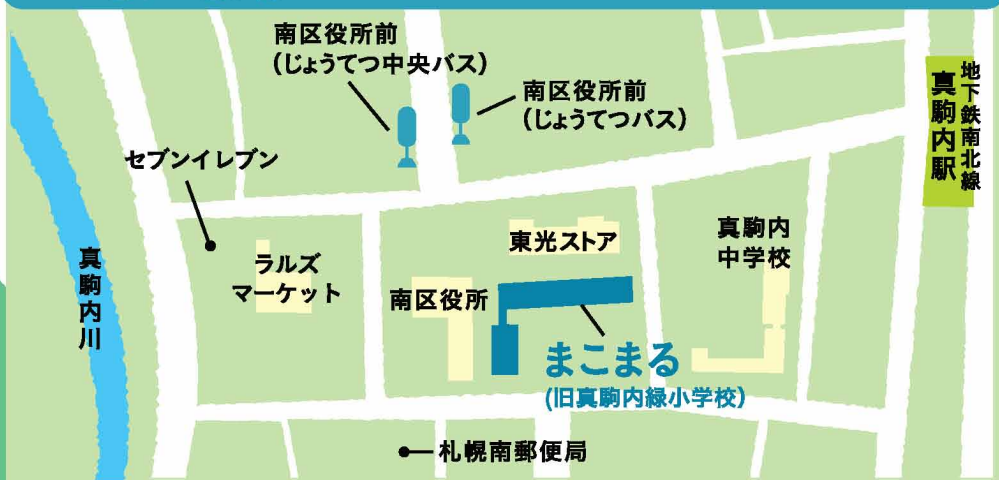 南区役所前
（じょうてつ中央バス）
南区役所前
（じょうてつバス）
地下鉄南北線
真駒内駅
セブンイレブン
真駒内川
ラルズ
マーケット
東光ストア
真駒内
中学校
南区役所
まこまる
(旧真駒内緑小学校)
札幌南郵便局